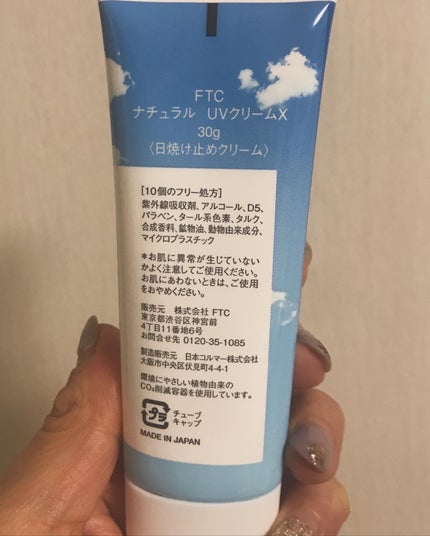 FTC
ナチュラル UVクリームX
30g
〈日焼け止めクリーム〉
[10個のフリー処方]
紫外線吸収剤、アルコール、D5、
パラベン、タール系色素、タルク、
合成香料、鉱物油、動物由来成分、
マイクロプラスチック
*お肌に異常が生じていない
かよく注意してご使用ください。
お肌にあわないときは、ご使用
をおやめください。
販売元 株式会社 FTC
東京都渋谷区神宮前
4丁目11番地6号
お問合せ先 0120-35-1085
製造販売元 日本コルマー株式会社
大阪市中央区伏見町4-4-1
環境にやさしい植物由来の
CO₂削減容器を使用しています。
プラ
チューブ
キャップ
MADE IN JAPAN